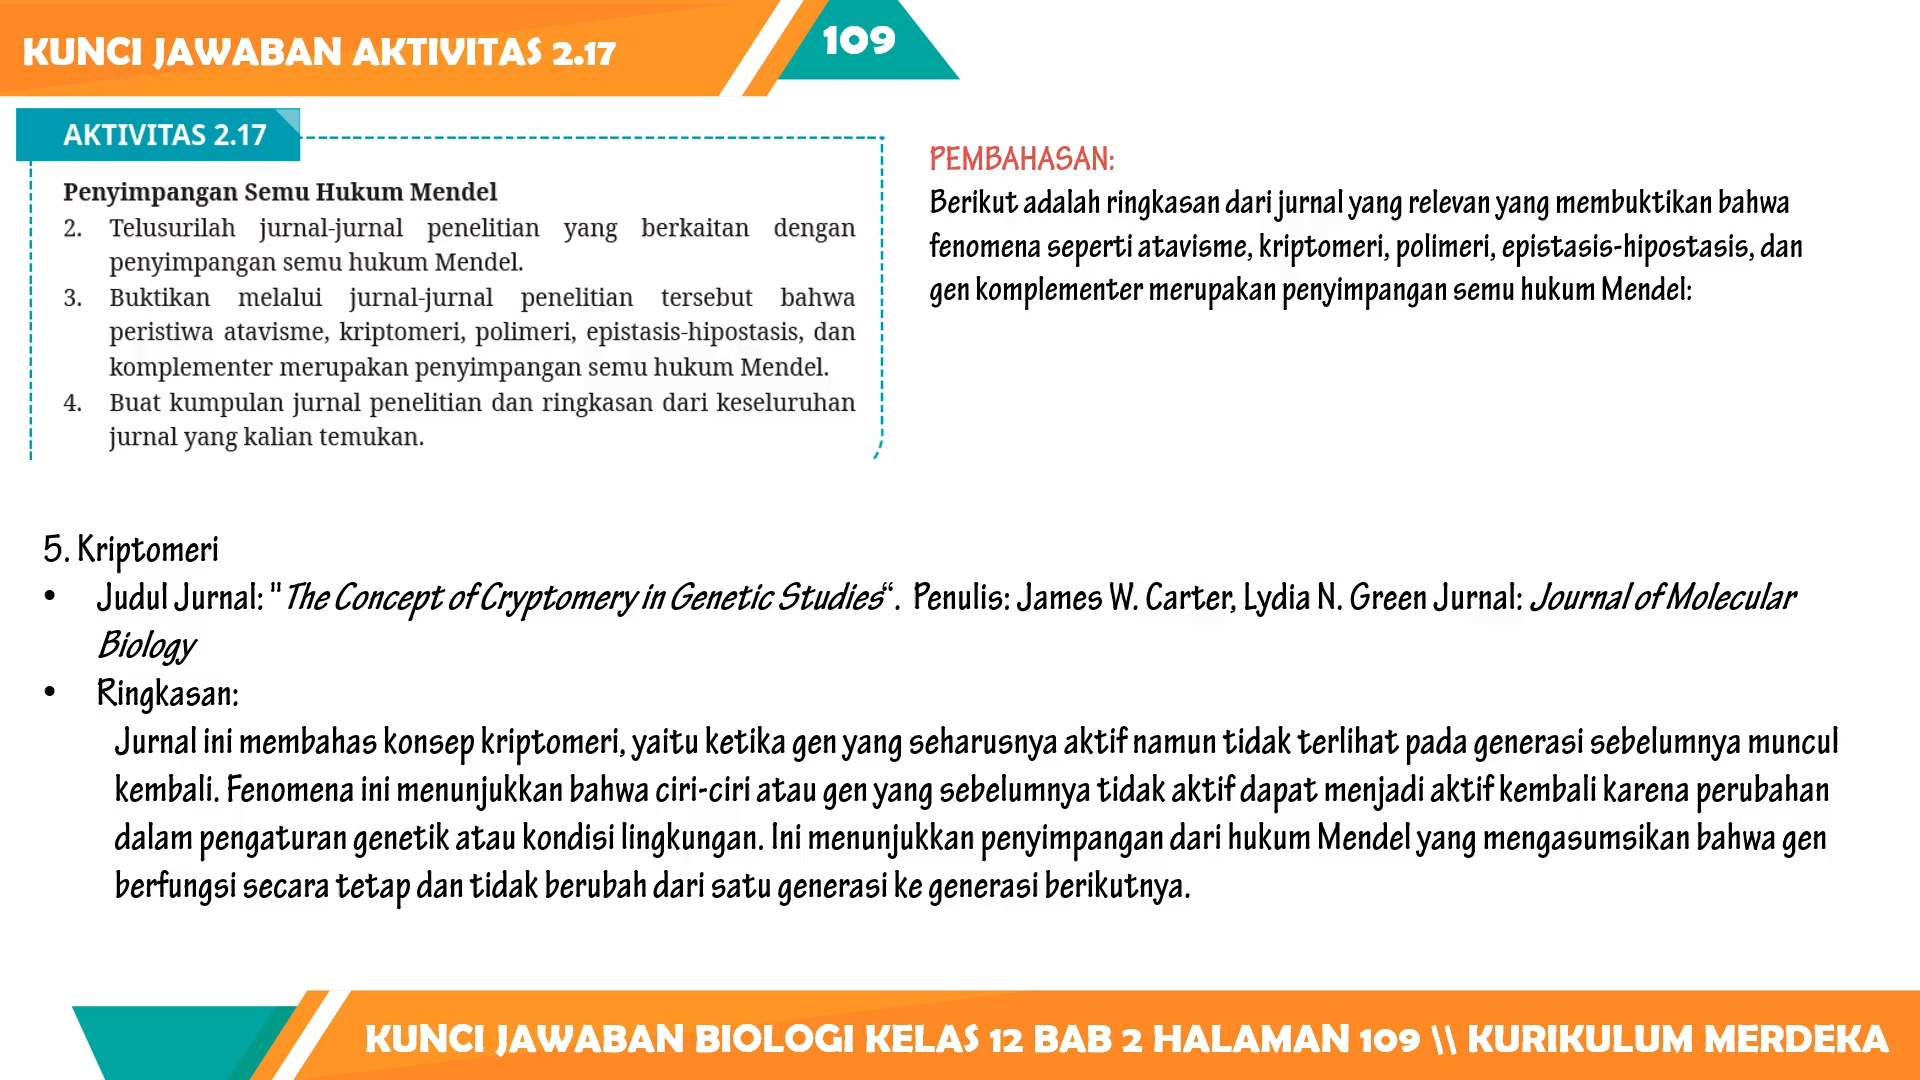 KUNCI JAWABAN AKTIVITAS 2.17
109
AKTIVITAS 2.17
Penyimpangan Semu Hukum Mendel
2. Telusurilah jurnal-jurnal penelitian yang berkaitan dengan
penyimpangan semu hukum Mendel.
3. Buktikan melalui jurnal-jurnal penelitian tersebut bahwa
peristiwa atavisme, kriptomeri, polimeri, epistasis-hipostasis, dan
komplementer merupakan penyimpangan semu hukum Mendel.
4. Buat kumpulan jurnal penelitian dan ringkasan dari keseluruhan
jurnal yang kalian temukan.
PEMBAHASAN:
Berikut adalah ringkasan dari jurnal yang relevan yang membuktikan bahwa
fenomena seperti atavisme, kriptomeri, polimeri, epistasis-hipostasis, dan
gen komplementer merupakan penyimpangan semu hukum Mendel:
5. Kriptomeri
• Judul Jurnal: "The Concept of Cryptomery in Genetic Studies“. Penulis: James W. Carter, Lydia N. Green Jurnal: Journal of Molecular
Biology
• Ringkasan:
Jurnal ini membahas konsep kriptomeri, yaitu ketika gen yang seharusnya aktif namun tidak terlihat pada generasi sebelumnya muncul
kembali. Fenomena ini menunjukkan bahwa ciri-ciri atau gen yang sebelumnya tidak aktif dapat menjadi aktif kembali karena perubahan
dalam pengaturan genetik atau kondisi lingkungan. Ini menunjukkan penyimpangan dari hukum Mendel yang mengasumsikan bahwa gen
berfungsi secara tetap dan tidak berubah dari satu generasi ke generasi berikutnya.
KUNCI JAWABAN BIOLOGI KELAS 12 BAB 2 HALAMAN 109 \\ KURIKULUM MERDEKA